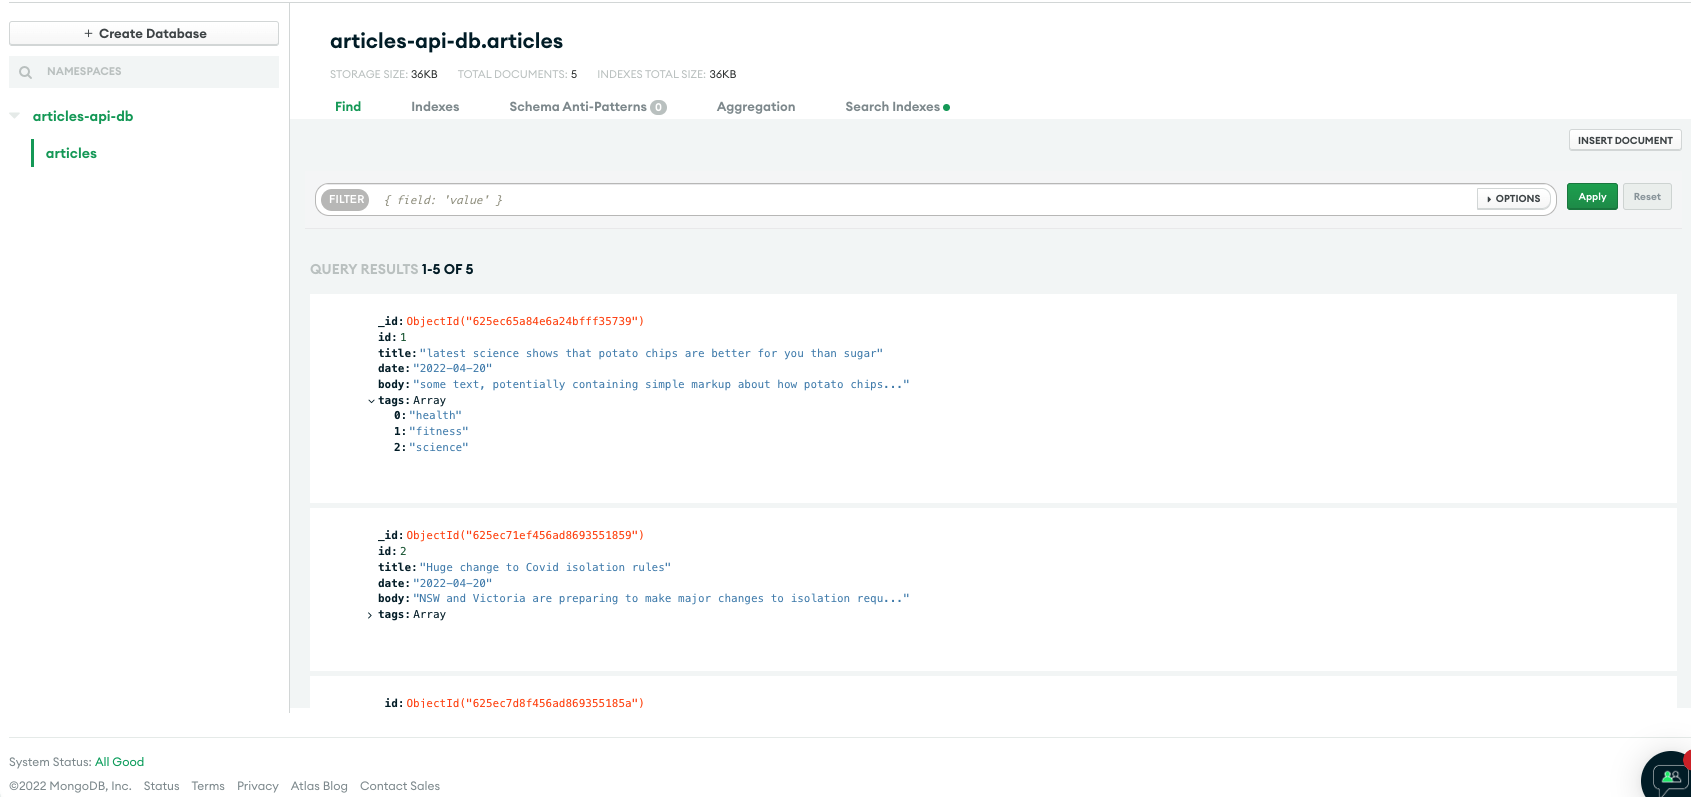 + Create Database
NAMESPACES
articles-api-db
articles
articles-api-db.articles
STORAGE SIZE: 36KB TOTAL DOCUMENTS: 5 INDEXES TOTAL SIZE: 36KB
Find Indexes Schema Anti-Patterns 0 Aggregation Search Indexes
INSERT DOCUMENT
FILTER { field: 'value' } OPTIONS Apply Reset
QUERY RESULTS 1-5 OF 5
_id: ObjectId("625ec65a84e6a24bfff35739")
id: 1
title: "latest science shows that potato chips are better for you than sugar"
date: "2022-04-20"
body: "some text, potentially containing simple markup about how potato chips..."
tags: Array
0: "health"
1: "fitness"
2: "science"
_id: ObjectId("625ec71ef456ad8693551859")
id: 2
title: "Huge change to Covid isolation rules"
date: "2022-04-20"
body: "NSW and Victoria are preparing to make major changes to isolation requ..."
tags: Array
id: ObjectId("625ec7d8f456ad869355185a")
System Status: All Good
©2022 MongoDB, Inc. Status Terms Privacy Atlas Blog Contact Sales